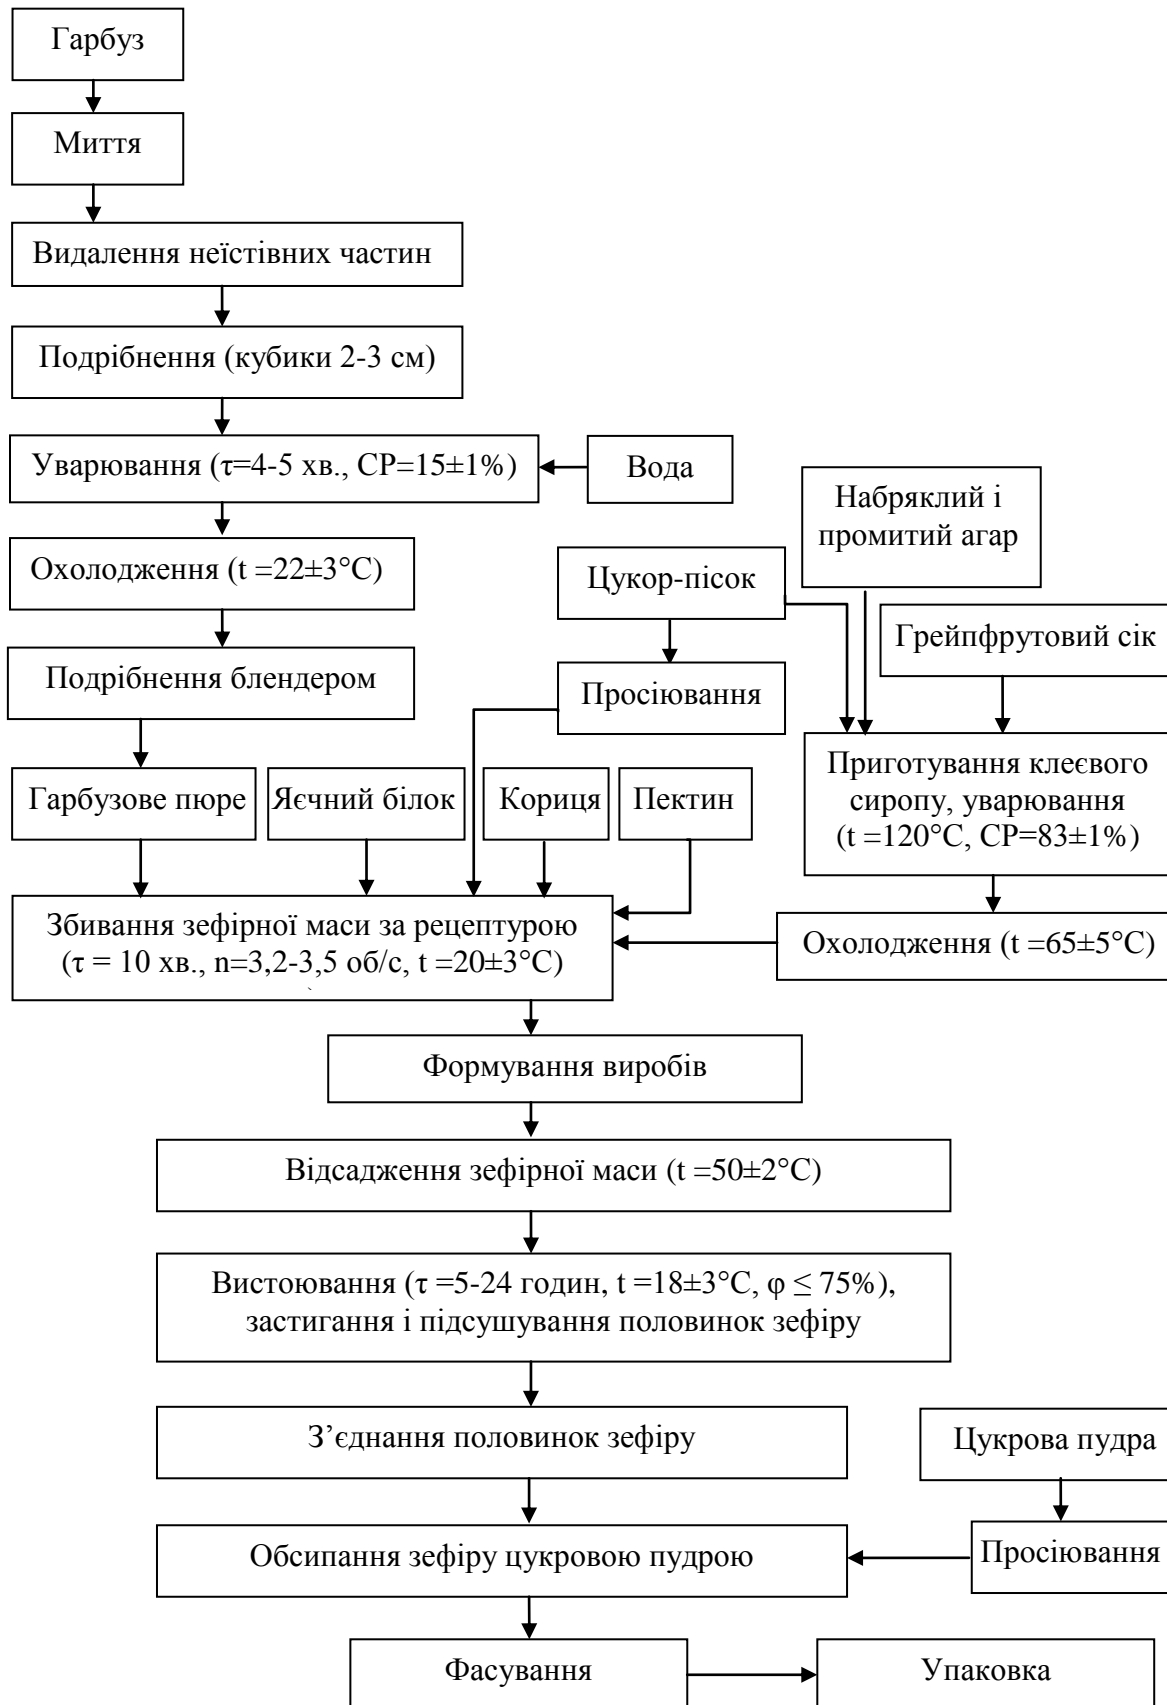 Гарбуз
Миття
Видалення неїстівних частин
Подрібнення (кубики 2-3 см)
Уварювання (τ=4-5 хв., СР=15±1%)
Вода
Набряклий і
промитий агар
Охолодження (t =22±3°С)
Цукор-пісок
Грейпфрутовий сік
Подрібнення блендером
Просіювання
Гарбузове пюре
Яєчний білок
Кориця
Пектин
Приготування клеєвого
сиропу, уварювання
(t =120°С, СР=83±1%)
Збивання зефірної маси за рецептурою
(τ = 10 хв., n=3,2-3,5 об/с, t =20±3°С)
Охолодження (t =65±5°С)
Формування виробів
Відсадження зефірної маси (t =50±2°С)
Вистоювання (τ =5-24 годин, t =18±3°С, φ ≤ 75%),
застигання і підсушування половинок зефіру
З’єднання половинок зефіру
Цукрова пудра
Обсипання зефіру цукровою пудрою
Просіювання
Фасування
Упаковка